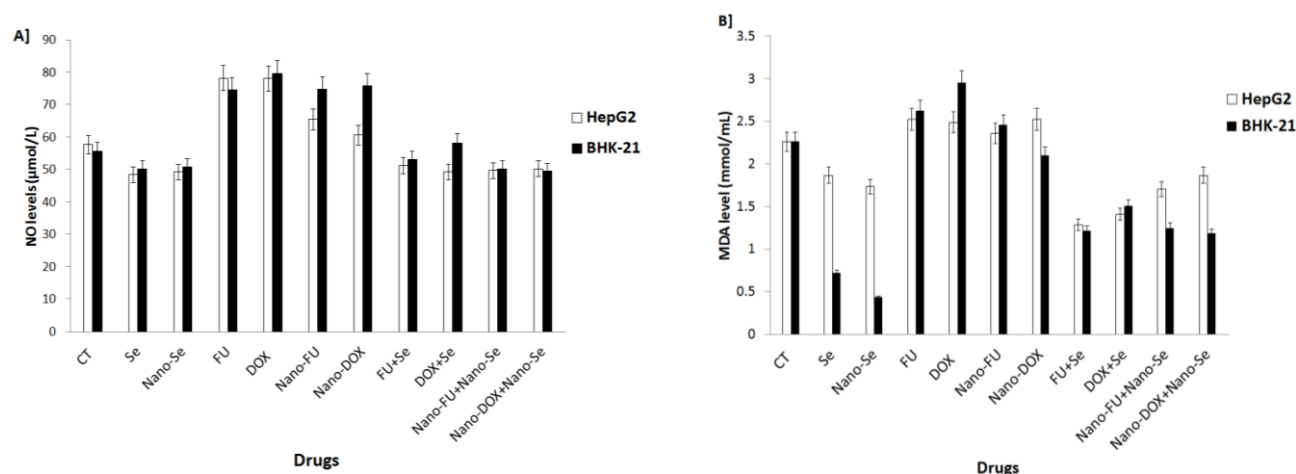 A]
NO levels(µmol/L)
90
80
70
60
50
40
30
20
10
0
CT
Se
Nano-Se
FU
DOX
Nano-FU
Nano-DOX
FU+Se
DOX+Se
Nano-FU+Nano-Se
Nano-DOX+Nano-Se
Drugs
HepG2
BHK-21
B]
MDA level (mmol/mL)
3.5
3
2.5
2
1.5
1
0.5
0
CT
Se
Nano-Se
FU
DOX
Nano-FU
Nano-DOX
FU+Se
DOX+Se
Nano-FU+Nano-Se
Nano-DOX+Nano-Se
Drugs
HepG2
BHK-21